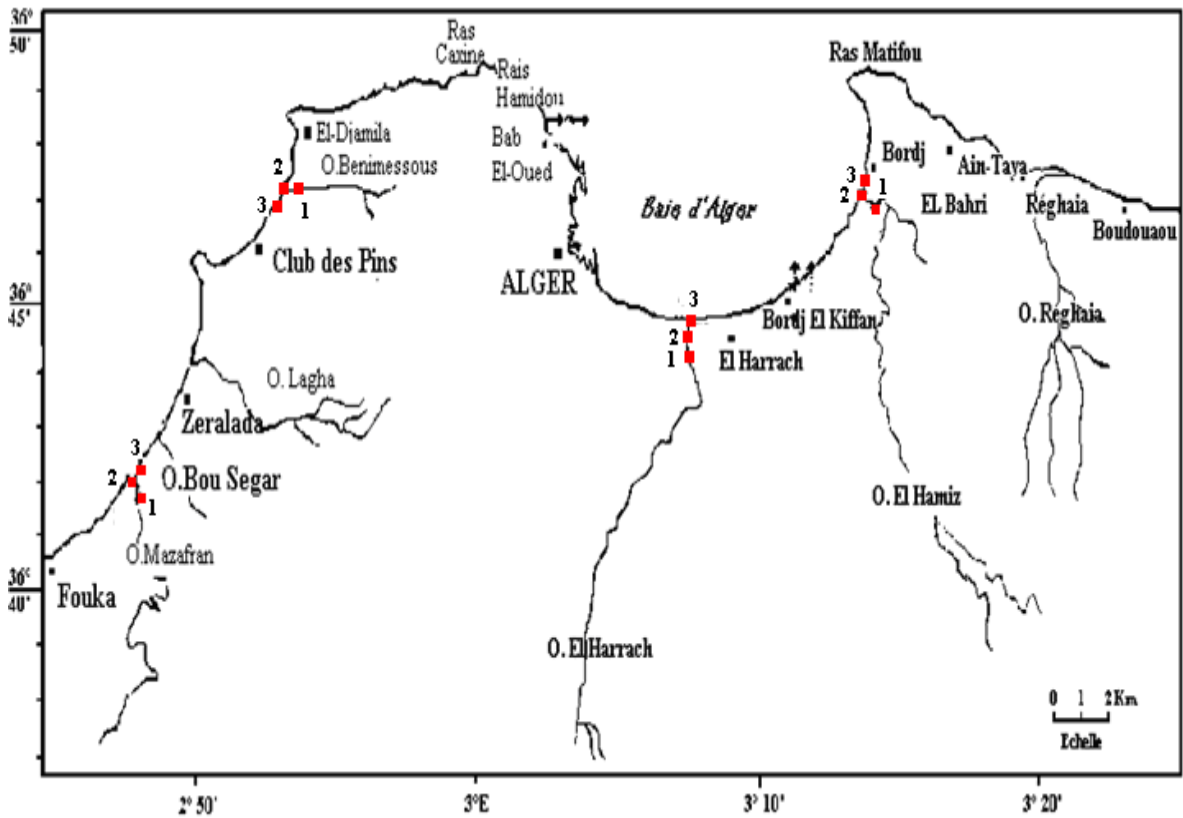 36°
50'
Ras
Caxine
Rais
Hamidou
Bab
El-Oued
Ras Matifou
El-Djamila
O.Benimessous
2
3
1
Club des Pins
Baie d'Alger
ALGER
Bordj
EL Bahri
3
2
1
Ain-Taya
Réghaia
Boudouaou
36°
45'
3
2
1
Bordj El Kiffan
El Harrach
O. Réghaia
O. Lagha
Zeralada
3
2
1
O.Bou Segar
O.Mazafran
O. El Hamiz
36°
40'
Fouka
O. El Harrach
0 1 2 Km
Echelle
2° 50'
3°E
3° 10'
3° 20'